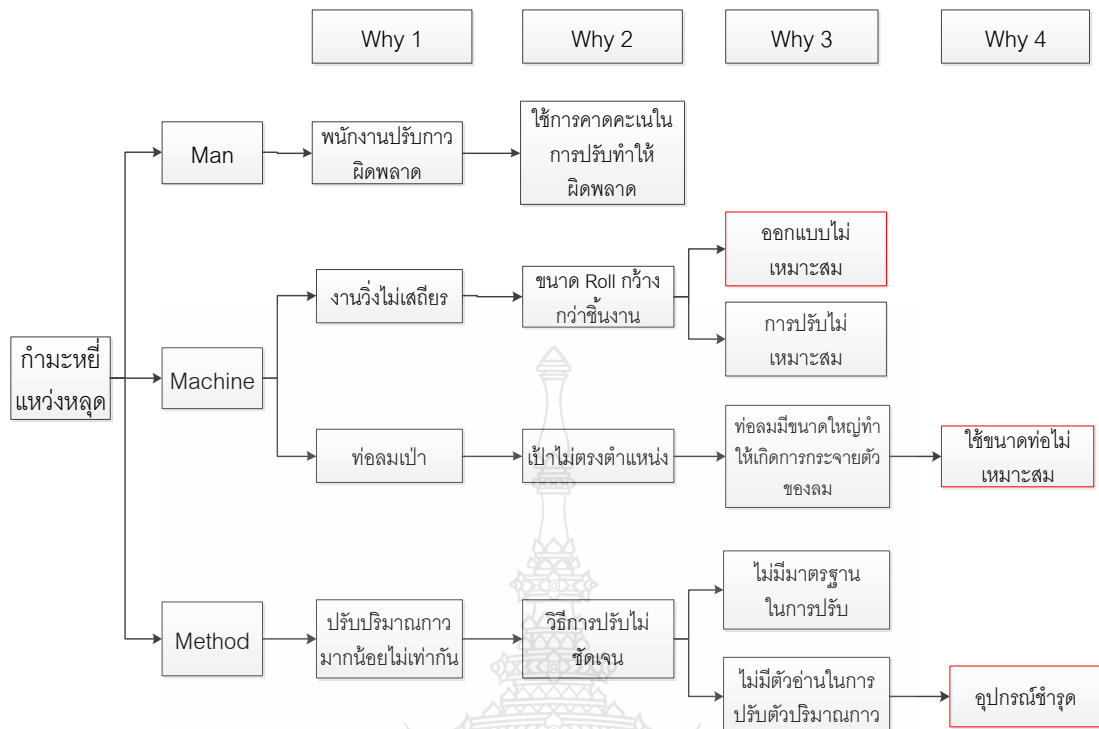 Why 1
Why 2
Why 3
Why 4
Man
พนักงานปรับกาว
ผิดพลาด
ใช้การคาดคะเนใน
การปรับทำให้
ผิดพลาด
กำมะหยี่
แหว่งหลุด
Machine
งานวิ่งไม่เสถียร
ขนาด Roll กว้าง
กว่าชิ้นงาน
ออกแบบไม่
เหมาะสม
การปรับไม่
เหมาะสม
ท่อลมเป่า
เป้าไม่ตรงตำแหน่ง
ท่อลมมีขนาดใหญ่ทำ
ให้เกิดการกระจายตัว
ของลม
ใช้ขนาดท่อไม่
เหมาะสม
Method
ปรับปริมาณกาว
มากน้อยไม่เท่ากัน
วิธีการปรับไม่
ชัดเจน
ไม่มีมาตรฐาน
ในการปรับ
ไม่มีตัวอ่านในการ
ปรับตัวปริมาณกาว
อุปกรณ์ชำรุด